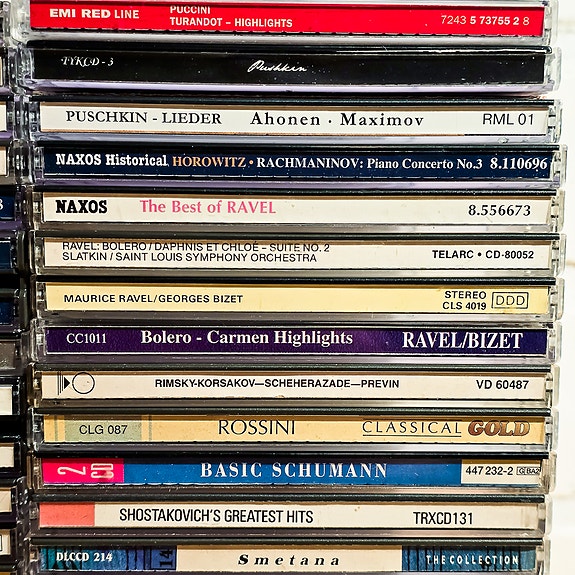 EMI RED LINE PUCCINI
TURANDOT – HIGHLIGHTS 7243 5 73755 2 8
TYKCD-3 Pushkin
PUSCHKIN - LIEDER Ahonen · Maximov RML 01
NAXOS Historical HOROWITZ • RACHMANINOV: Piano Concerto No.3 8.110696
NAXOS The Best of RAVEL 8.556673
RAVEL: BOLERO / DAPHNIS ET CHLOÉ – SUITE NO. 2
SLATKIN / SAINT LOUIS SYMPHONY ORCHESTRA TELARC • CD-80052
MAURICE RAVEL/GEORGES BIZET STEREO
CLS 4019 DDD
CC1011 Bolero - Carmen Highlights RAVEL/BIZET
RIMSKY-KORSAKOV—SCHEHERAZADE—PREVIN VD 60487
CLG 087 ROSSINI CLASSICAL GOLD
2 CD BASIC SCHUMANN 447 232-2 GBA2
SHOSTAKOVICH'S GREATEST HITS TRXCD131
DLCCD 214 14 Smetana THE COLLECTION